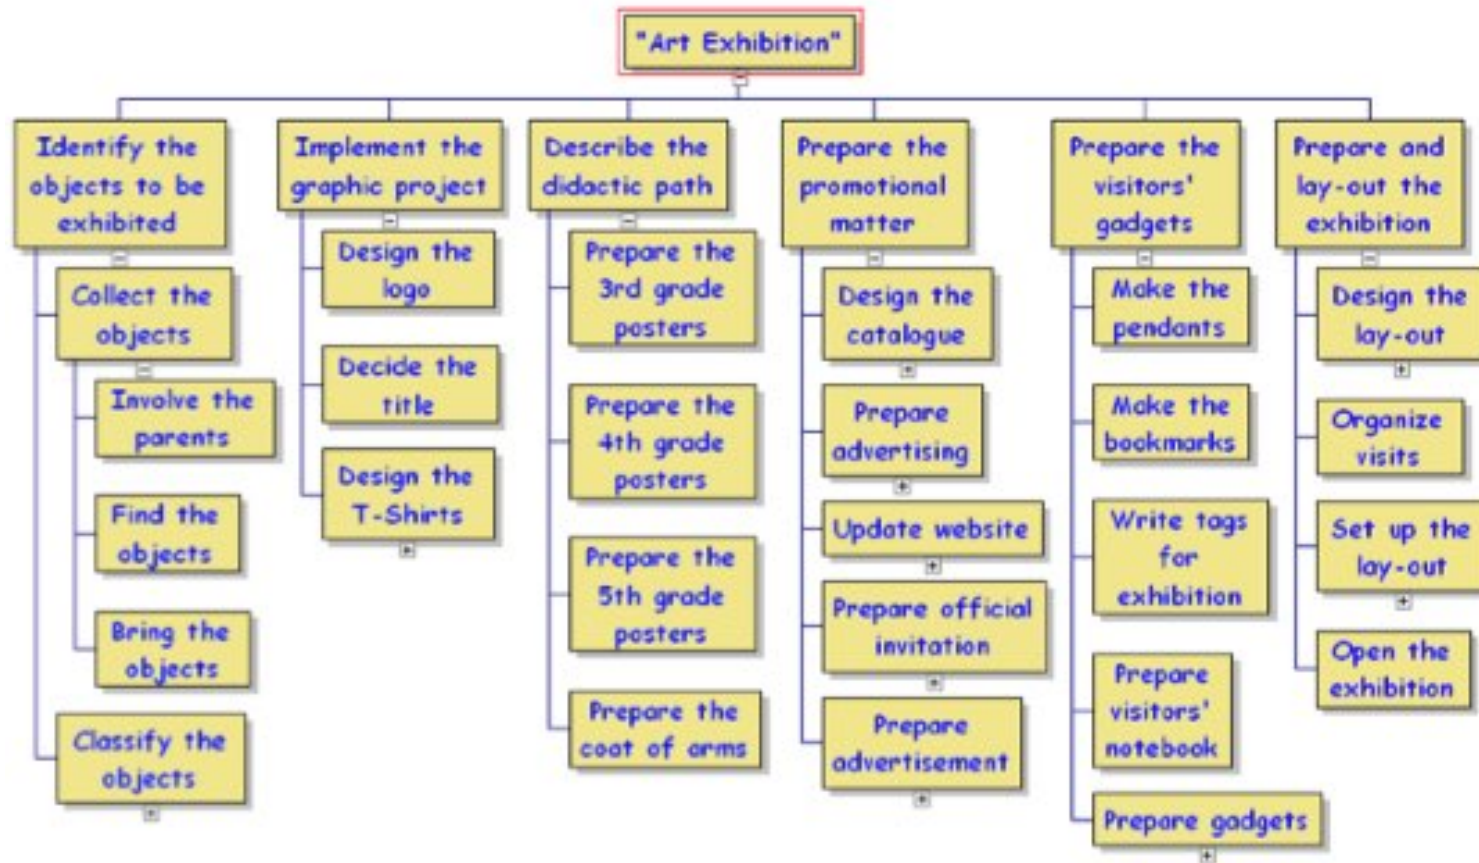 "Art Exhibition"
Identify the
objects to be
exhibited
Collect the
objects
Involve the
parents
Find the
objects
Bring the
objects
Classify the
objects
Implement the
graphic project
Design the
logo
Decide the
title
Design the
T-Shirts
Describe the
didactic path
Prepare the
3rd grade
posters
Prepare the
4th grade
posters
Prepare the
5th grade
posters
Prepare the
coat of arms
Prepare the
promotional
matter
Design the
catalogue
Prepare
advertising
Update website
Prepare official
invitation
Prepare
advertisement
Prepare the
visitors'
gadgets
Make the
pendants
Make the
bookmarks
Write tags
for
exhibition
Prepare
visitors'
notebook
Prepare gadgets
Prepare and
lay-out the
exhibition
Design the
lay-out
Organize
visits
Set up the
lay-out
Open the
exhibition